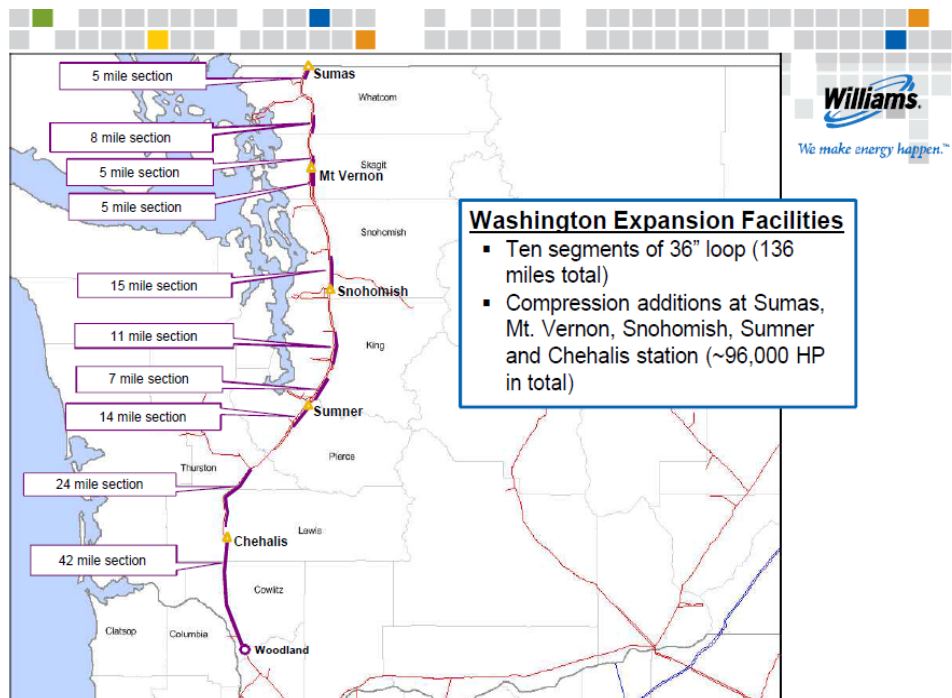 Sumas
5 mile section
Whatcom
Williams.
8 mile section
We make energy happen.™
Skagit
5 mile section
Mt Vernon
5 mile section
Snohomish
Washington Expansion Facilities
▪ Ten segments of 36” loop (136
miles total)
▪ Compression additions at Sumas,
Mt. Vernon, Snohomish, Sumner
and Chehalis station (~96,000 HP
in total)
15 mile section
Snohomish
11 mile section
King
7 mile section
Sumner
14 mile section
Pierce
Thurston
24 mile section
Lewis
Chehalis
42 mile section
Cowlitz
Clatsop
Columbia
Woodland